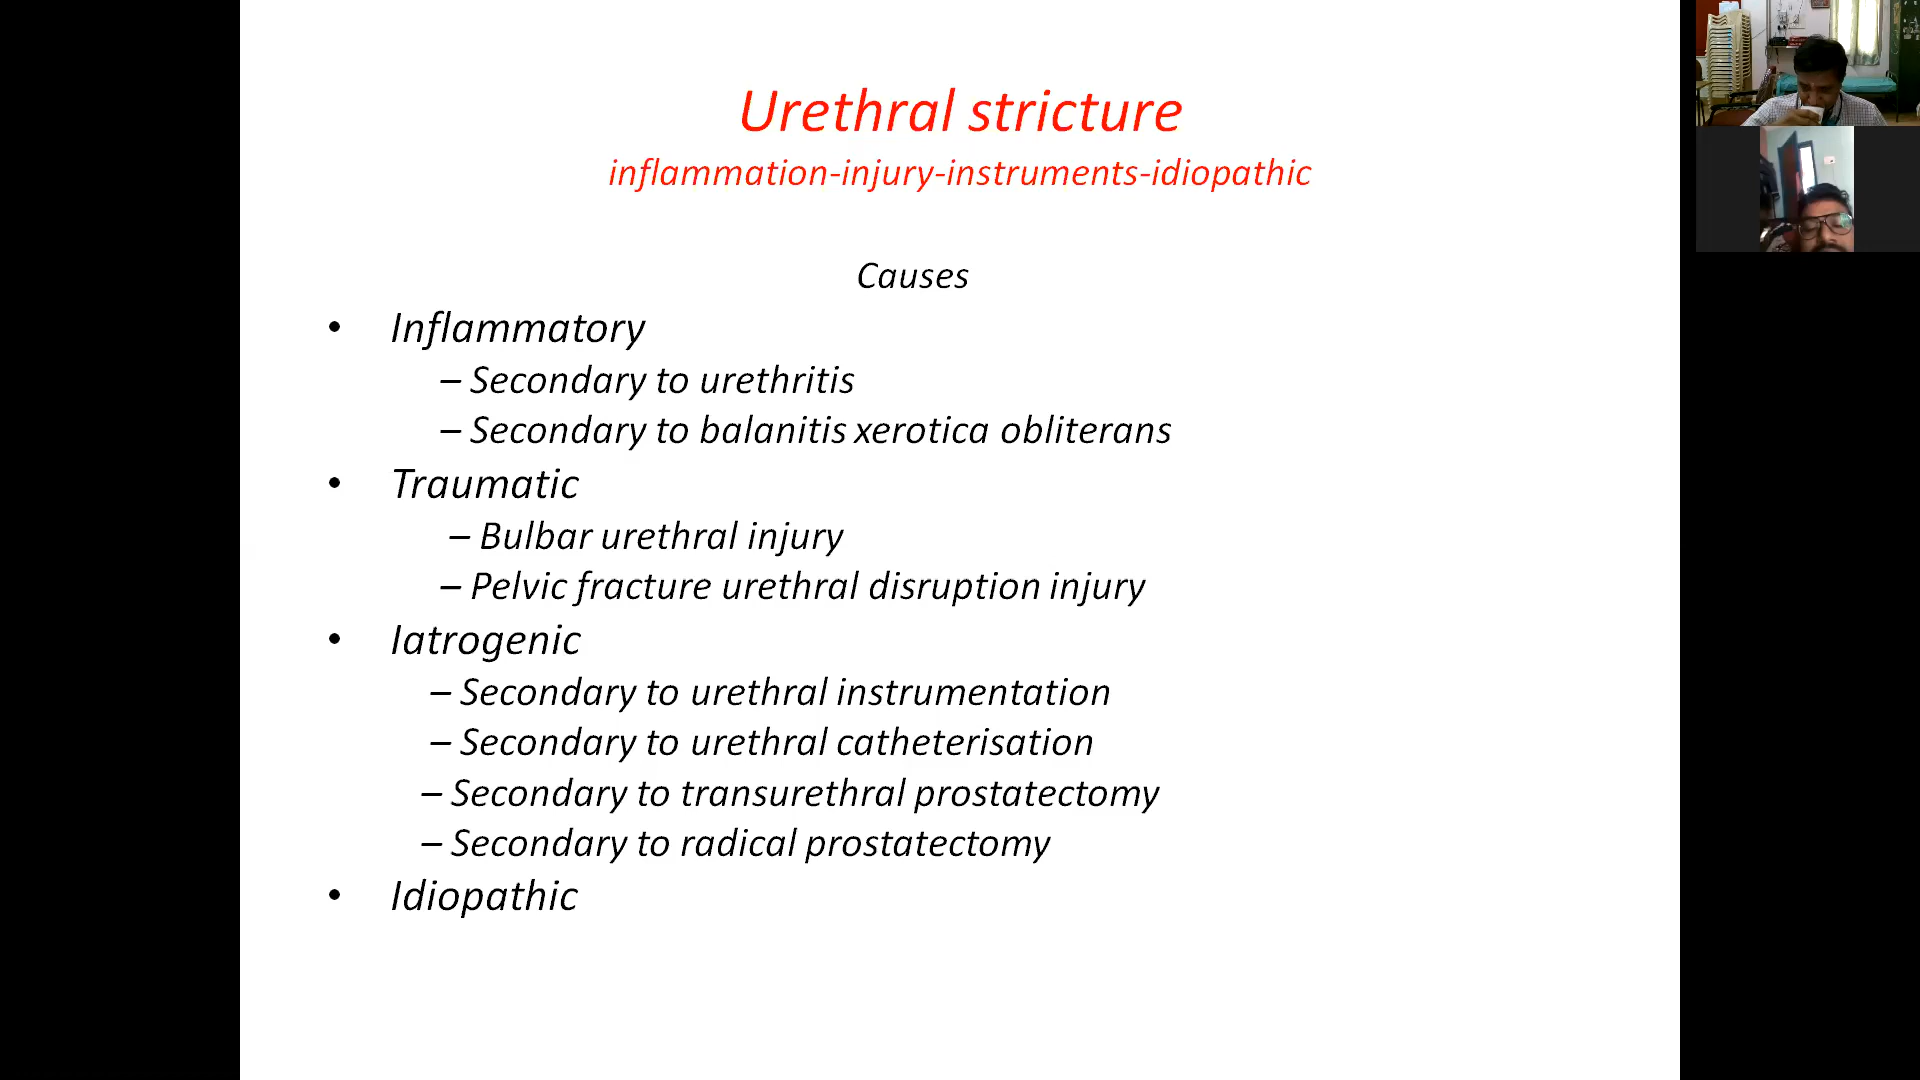 Urethral stricture
inflammation-injury-instruments-idiopathic
Causes
• Inflammatory
– Secondary to urethritis
– Secondary to balanitis xerotica obliterans
• Traumatic
– Bulbar urethral injury
– Pelvic fracture urethral disruption injury
• Iatrogenic
– Secondary to urethral instrumentation
– Secondary to urethral catheterisation
– Secondary to transurethral prostatectomy
– Secondary to radical prostatectomy
• Idiopathic